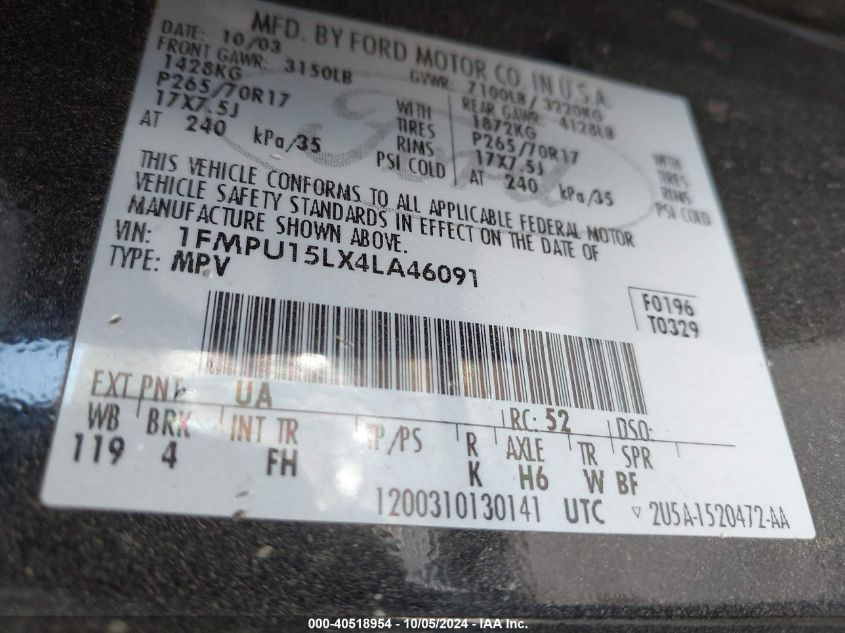 MFD. BY FORD MOTOR CO. IN U.S.A.
DATE: 10/03 GVWR: 7100LB/ 3220KG
FRONT GAWR: 3150LB REAR GAWR: 4128LB
1428KG WITH 1872KG WITH
P265/70R17 TIRES P265/70R17 TIRES
17X7.5J RIMS 17X7.5J RIMS
AT 240 kPa/35 PSI COLD AT 240 kPa/35 PSI COLD
THIS VEHICLE CONFORMS TO ALL APPLICABLE FEDERAL MOTOR
VEHICLE SAFETY STANDARDS IN EFFECT ON THE DATE OF
MANUFACTURE SHOWN ABOVE.
VIN: 1FMPU15LX4LA46091
TYPE: MPV
F0196
T0329
EXT PNT: UA RC: 52 DSO:
WB BRK INT TR TP/PS R AXLE TR SPR
119 4 FH K H6 W BF
1200310130141 UTC ▽ 2U5A-1520472-AA
000-40518954 - 10/05/2024 - IAA Inc.